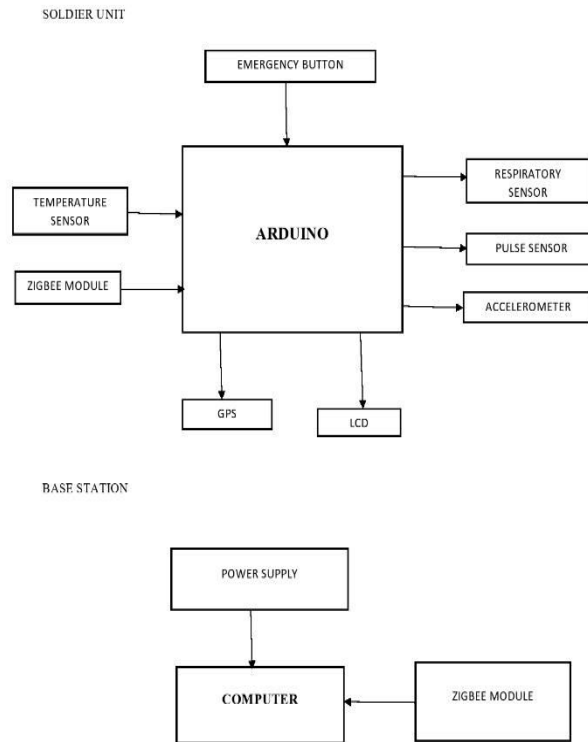 SOLDIER UNIT
EMERGENCY BUTTON
RESPIRATORY
SENSOR
TEMPERATURE
SENSOR
ARDUINO
PULSE SENSOR
ZIGBEE MODULE
ACCELEROMETER
GPS
LCD
BASE STATION
POWER SUPPLY
COMPUTER
ZIGBEE MODULE